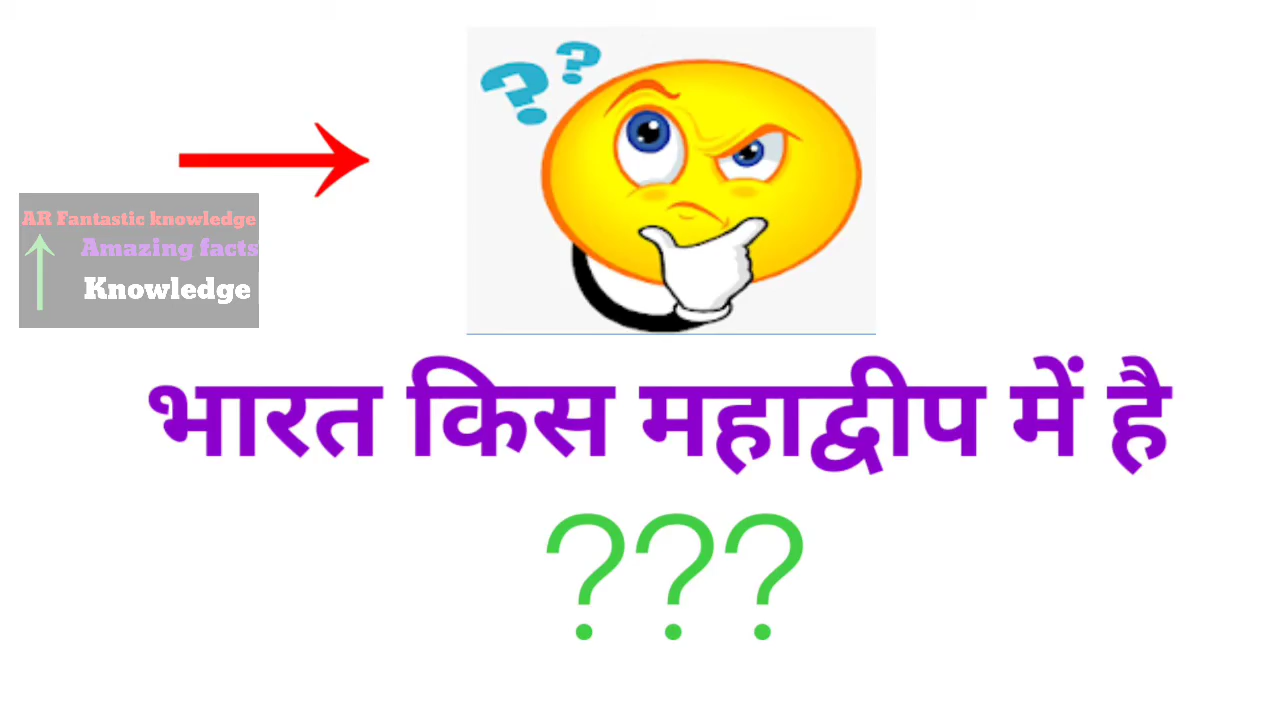 ??
AR Fantastic knowledge
Amazing facts
Knowledge
भारत किस महाद्वीप में है
???